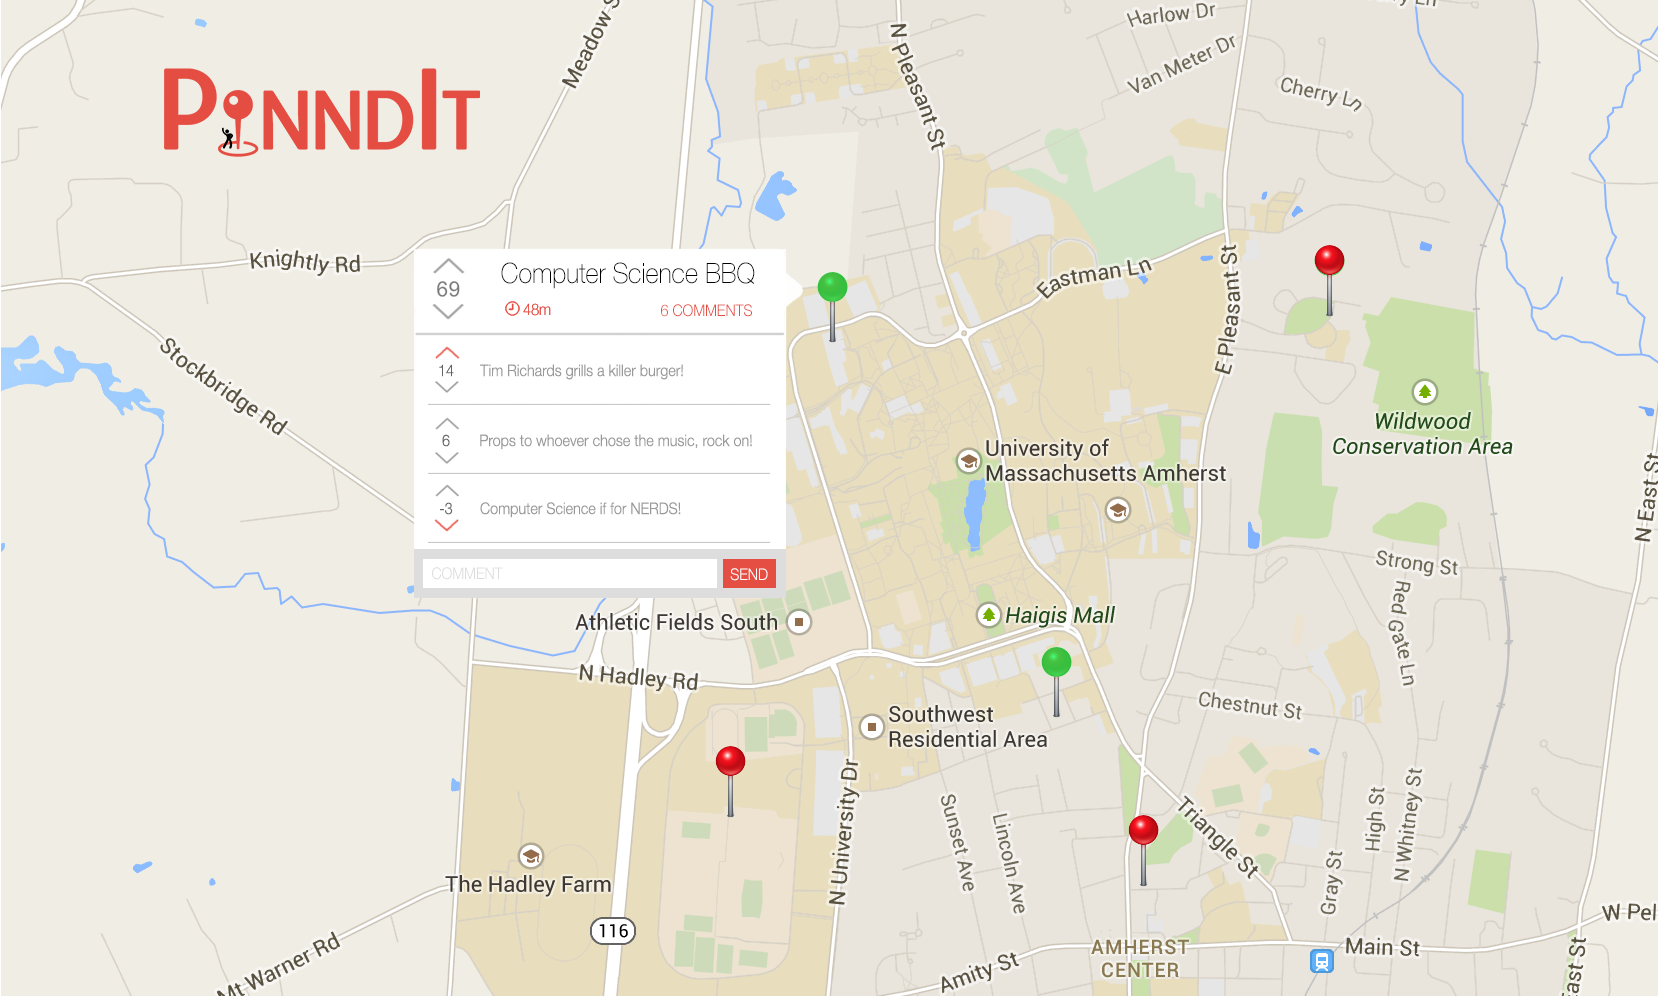 Harlow Dr
Van Meter Dr
Cherry Ln
Meadow S
N Pleasant St
PinndIt
Knightly Rd
Stockbridge Rd
69
Computer Science BBQ
48m
6 COMMENTS
14
Tim Richards grills a killer burger!
6
Props to whoever chose the music, rock on!
-3
Computer Science if for NERDS!
COMMENT
SEND
Eastman Ln
E Pleasant St
Wildwood
Conservation Area
University of
Massachusetts Amherst
N East St
Strong St
Red Gate Ln
Athletic Fields South
Haigis Mall
N Hadley Rd
Chestnut St
Southwest
Residential Area
N University Dr
Sunset Ave
Lincoln Ave
Triangle St
High St
N Whitney St
Gray St
The Hadley Farm
116
Mt Warner Rd
Amity St
AMHERST
CENTER
Main St
W Pel
East St